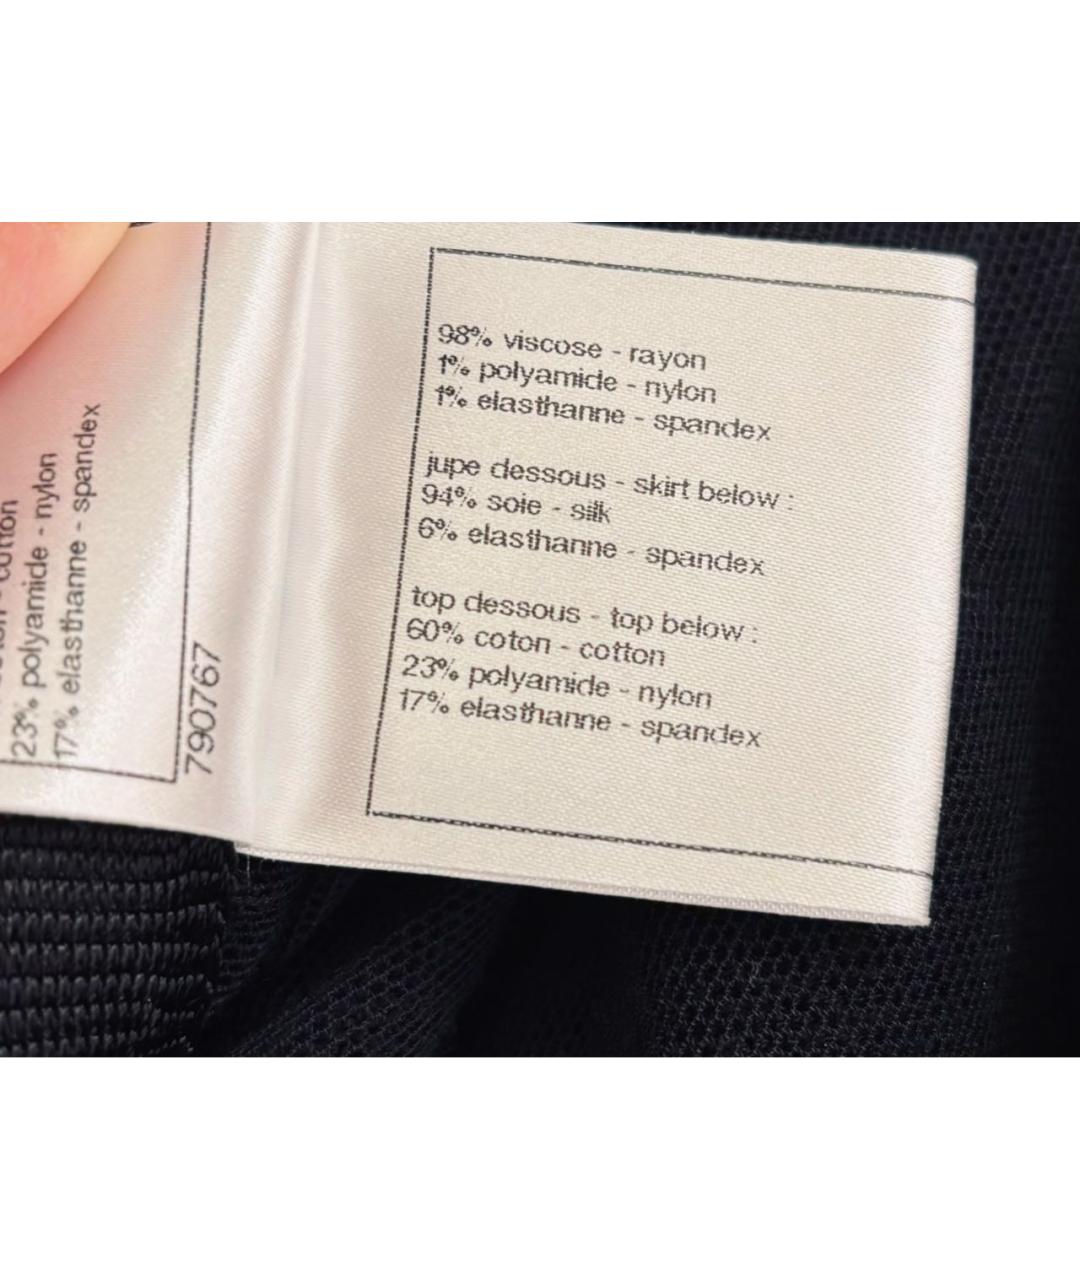 cotton
23% polyamide - nylon
17% elasthanne - spandex
790767
98% viscose - rayon
1% polyamide - nylon
1% elasthanne - spandex
jupe dessous - skirt below :
94% soie - silk
6% elasthanne - spandex
top dessous - top below :
60% coton - cotton
23% polyamide - nylon
17% elasthanne - spandex